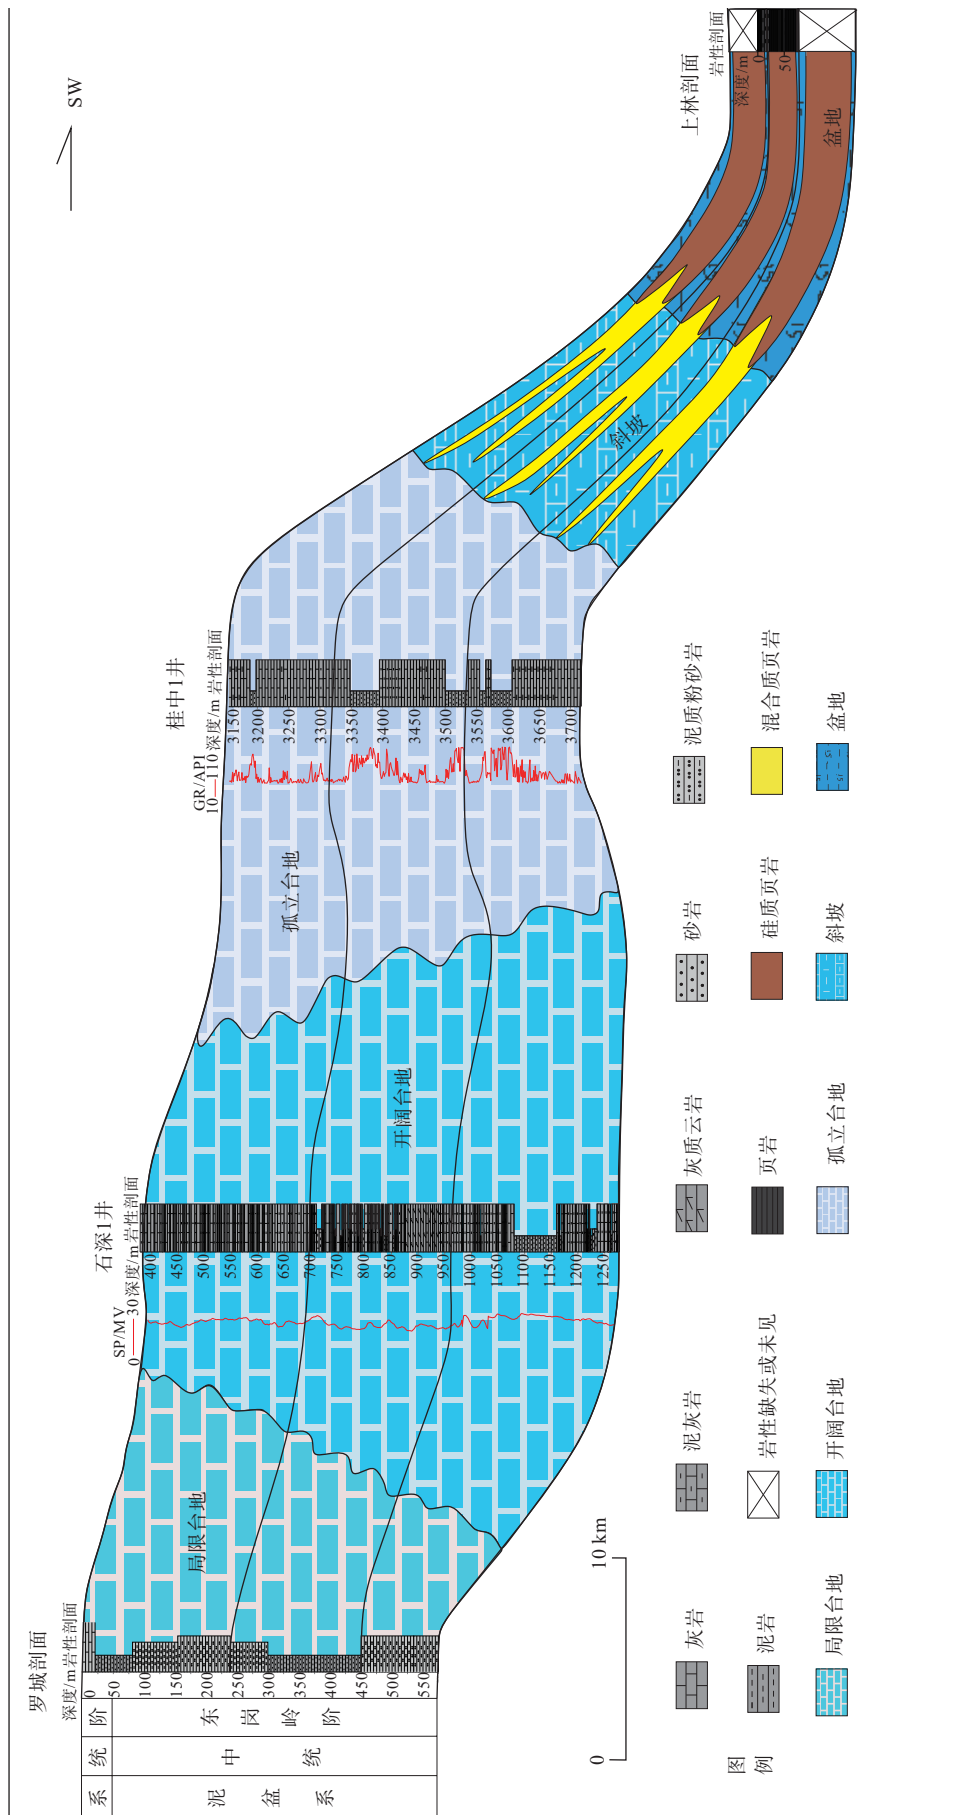 SW
罗城剖面
深度/m岩性剖面
0
50
100
150
200
250
300
350
400
450
500
550
系
统
阶
泥盆系
中统
东岗岭阶
石深1井
SP/MV
0—30 深度/m 岩性剖面
400
450
500
550
600
650
700
750
800
850
900
950
1000
1050
1100
1150
1200
1250
桂中1井
GR/API
10—110 深度/m 岩性剖面
3150
3200
3250
3300
3350
3400
3450
3500
3550
3600
3650
3700
上林剖面
岩性剖面
深度/m
0
50
局限台地
开阔台地
孤立台地
斜坡
盆地
0
10 km
图例
灰岩
泥灰岩
灰质云岩
砂岩
泥质粉砂岩
泥岩
岩性缺失或未见
页岩
硅质页岩
混合质页岩
局限台地
开阔台地
孤立台地
斜坡
盆地